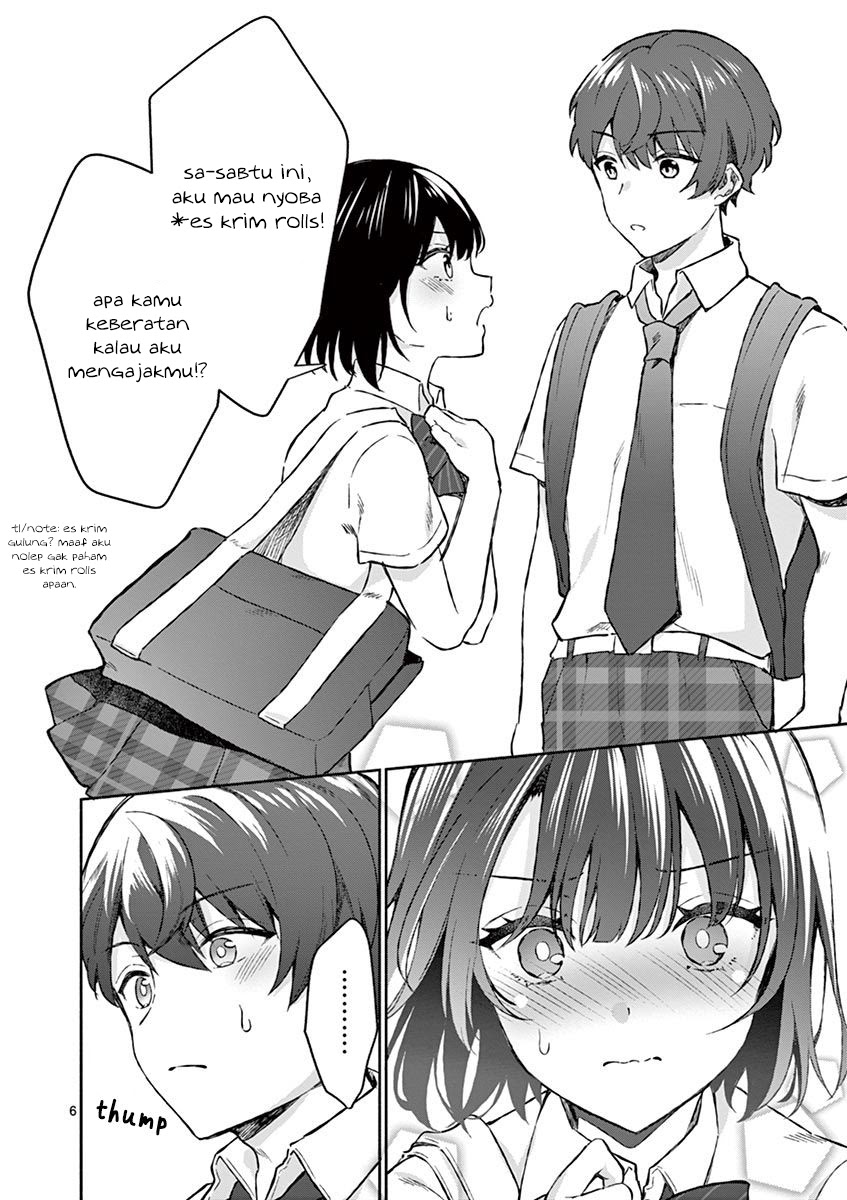 sa-sabtu ini,
aku mau nyoba
*es krim rolls!
apa kamu
keberatan
kalau aku
mengajakmu!?
tl/note: es krim
gulung? maaf aku
nolep gak paham
es krim rolls
apaan.
.........
thump
6